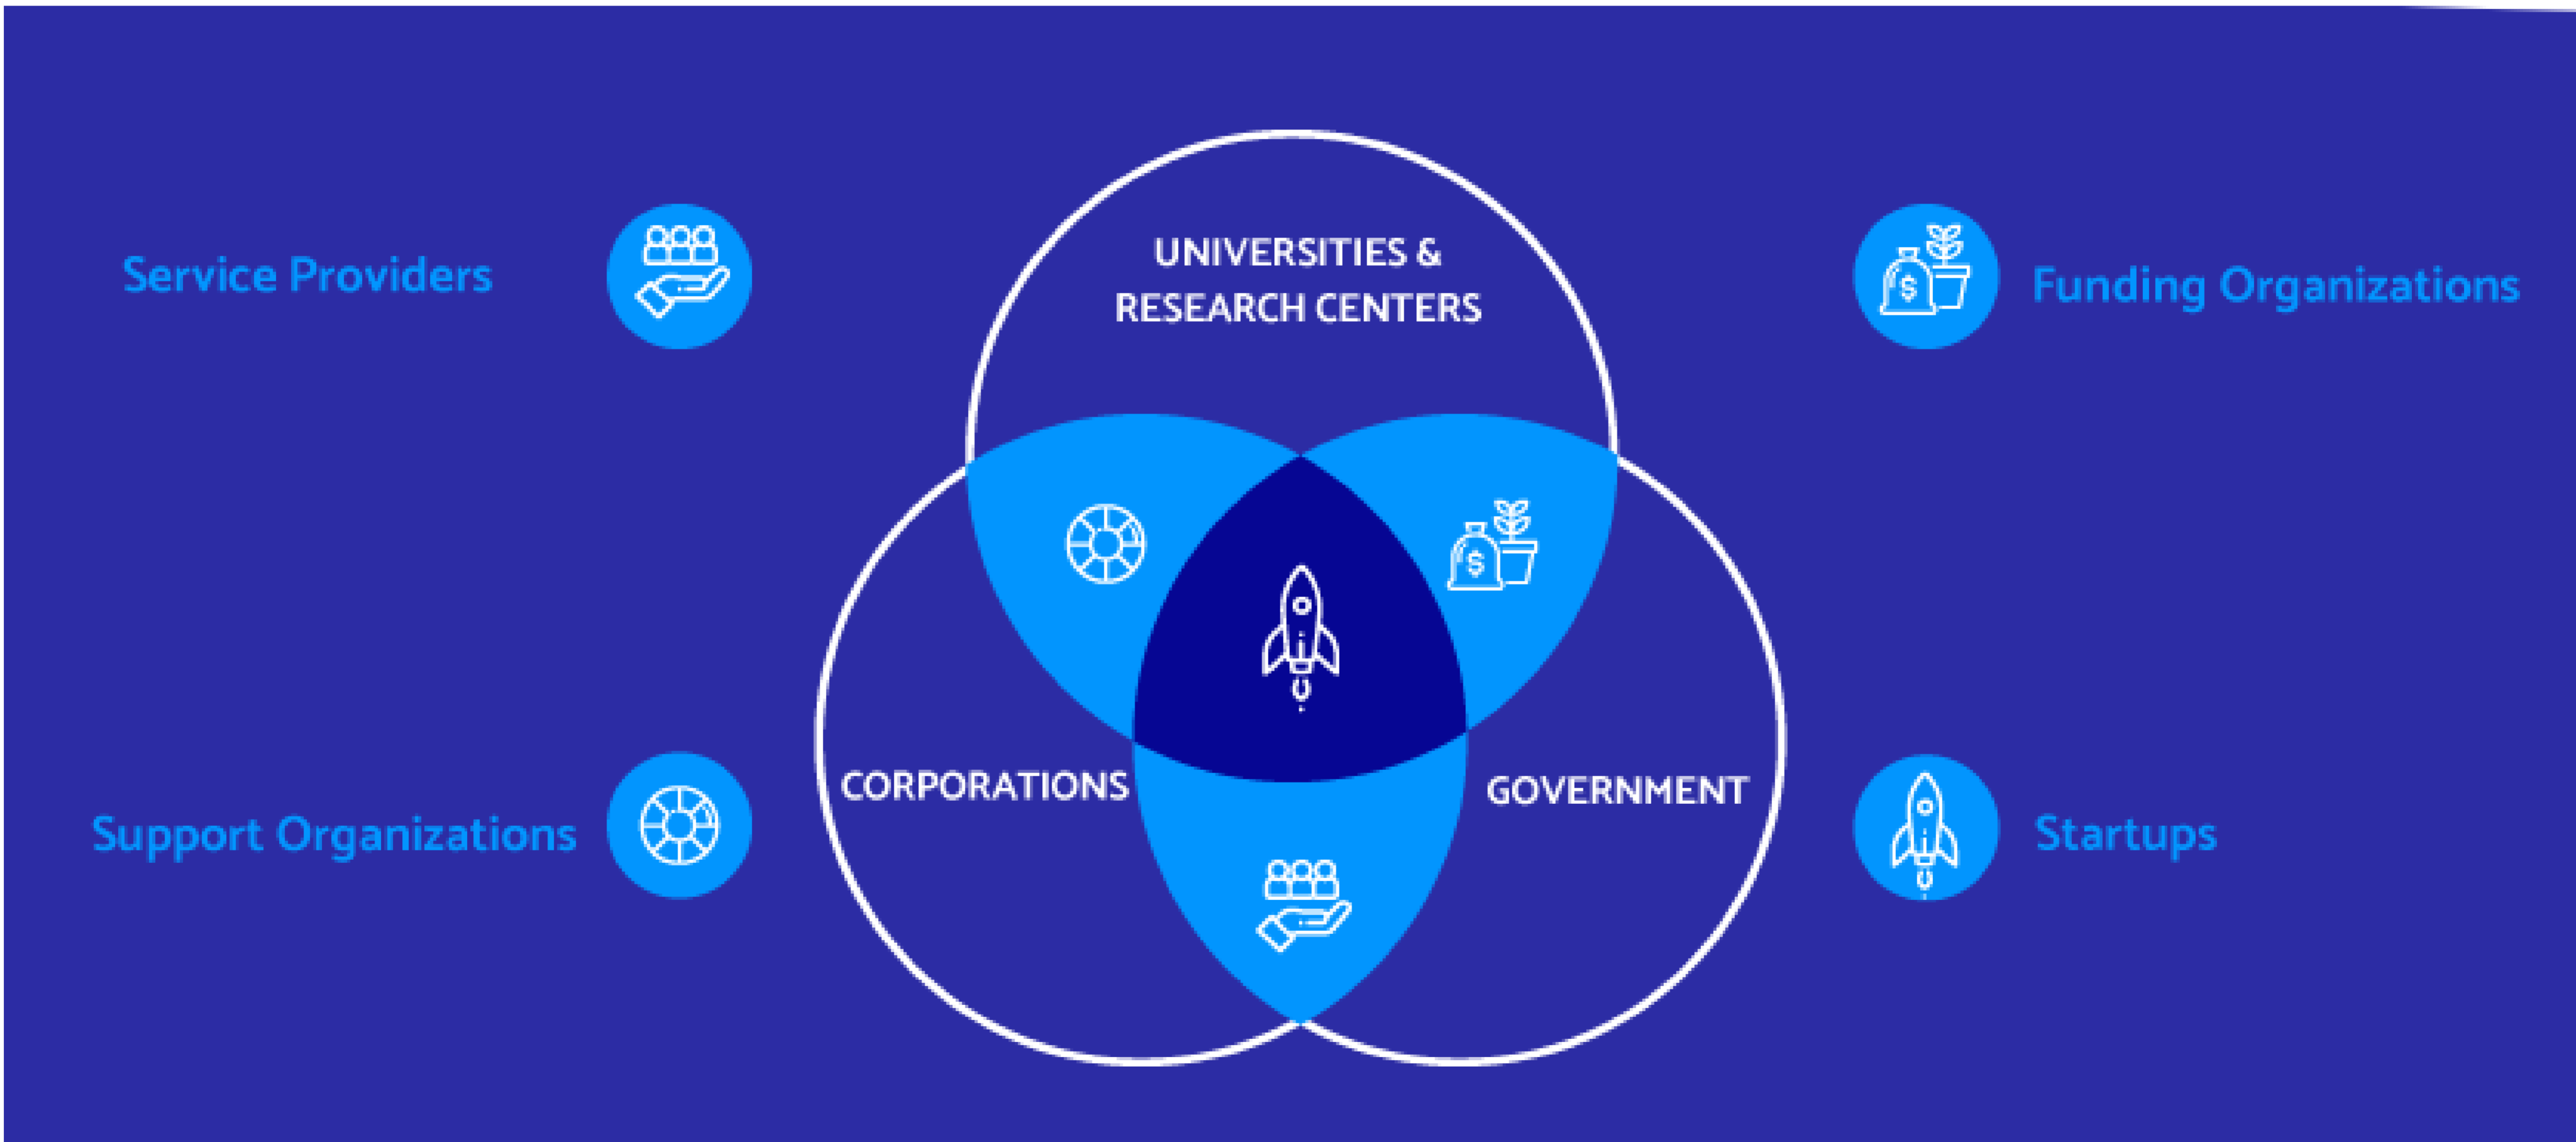 UNIVERSITIES &
RESEARCH CENTERS
Service Providers
Funding Organizations
$
$
CORPORATIONS
GOVERNMENT
Support Organizations
Startups